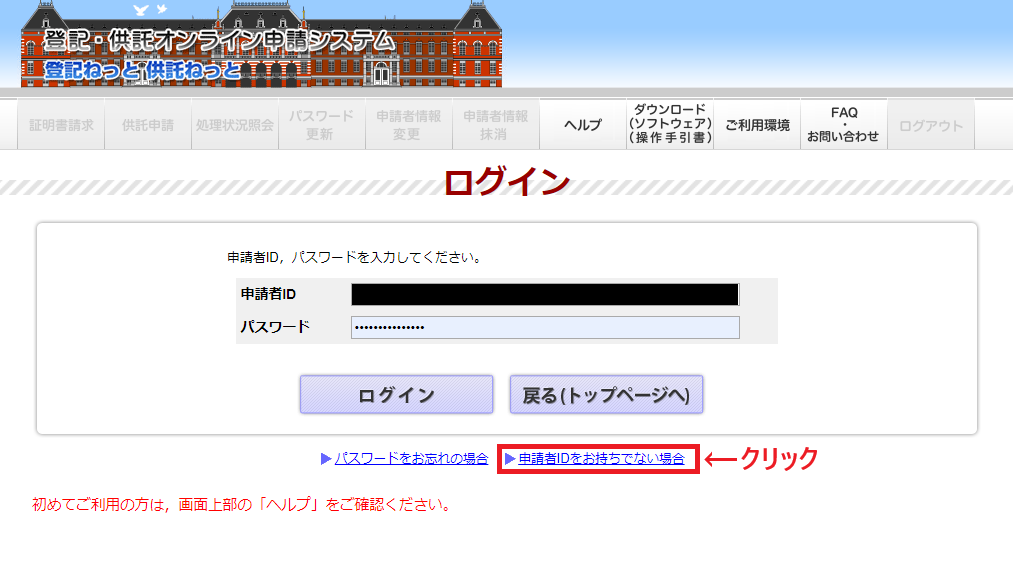 登記・供託オンライン申請システム
登記ねっと 供託ねっと
証明書請求
供託申請
処理状況照会
パスワード
更新
申請者情報
変更
申請者情報
抹消
ヘルプ
ダウンロード
(ソフトウェア)
(操作手引書)
ご利用環境
FAQ
・
お問い合わせ
ログアウト
ログイン
申請者ID，パスワードを入力してください。
申請者ID
パスワード
•••••••••••••••
ログイン
戻る(トップページへ)
パスワードをお忘れの場合
申請者IDをお持ちでない場合
←クリック
初めてご利用の方は，画面上部の「ヘルプ」をご確認ください。